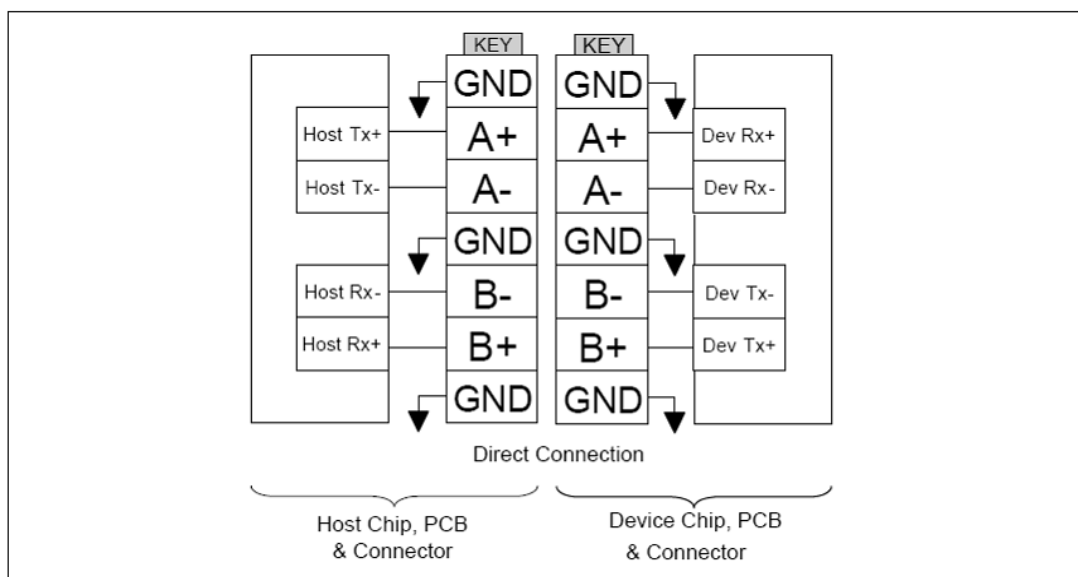 KEY KEY
GND GND
Host Tx+ A+ A+ Dev Rx+
Host Tx- A- A- Dev Rx-
GND GND
Host Rx- B- B- Dev Tx-
Host Rx+ B+ B+ Dev Tx+
GND GND
Direct Connection
Host Chip, PCB
& Connector
Device Chip, PCB
& Connector